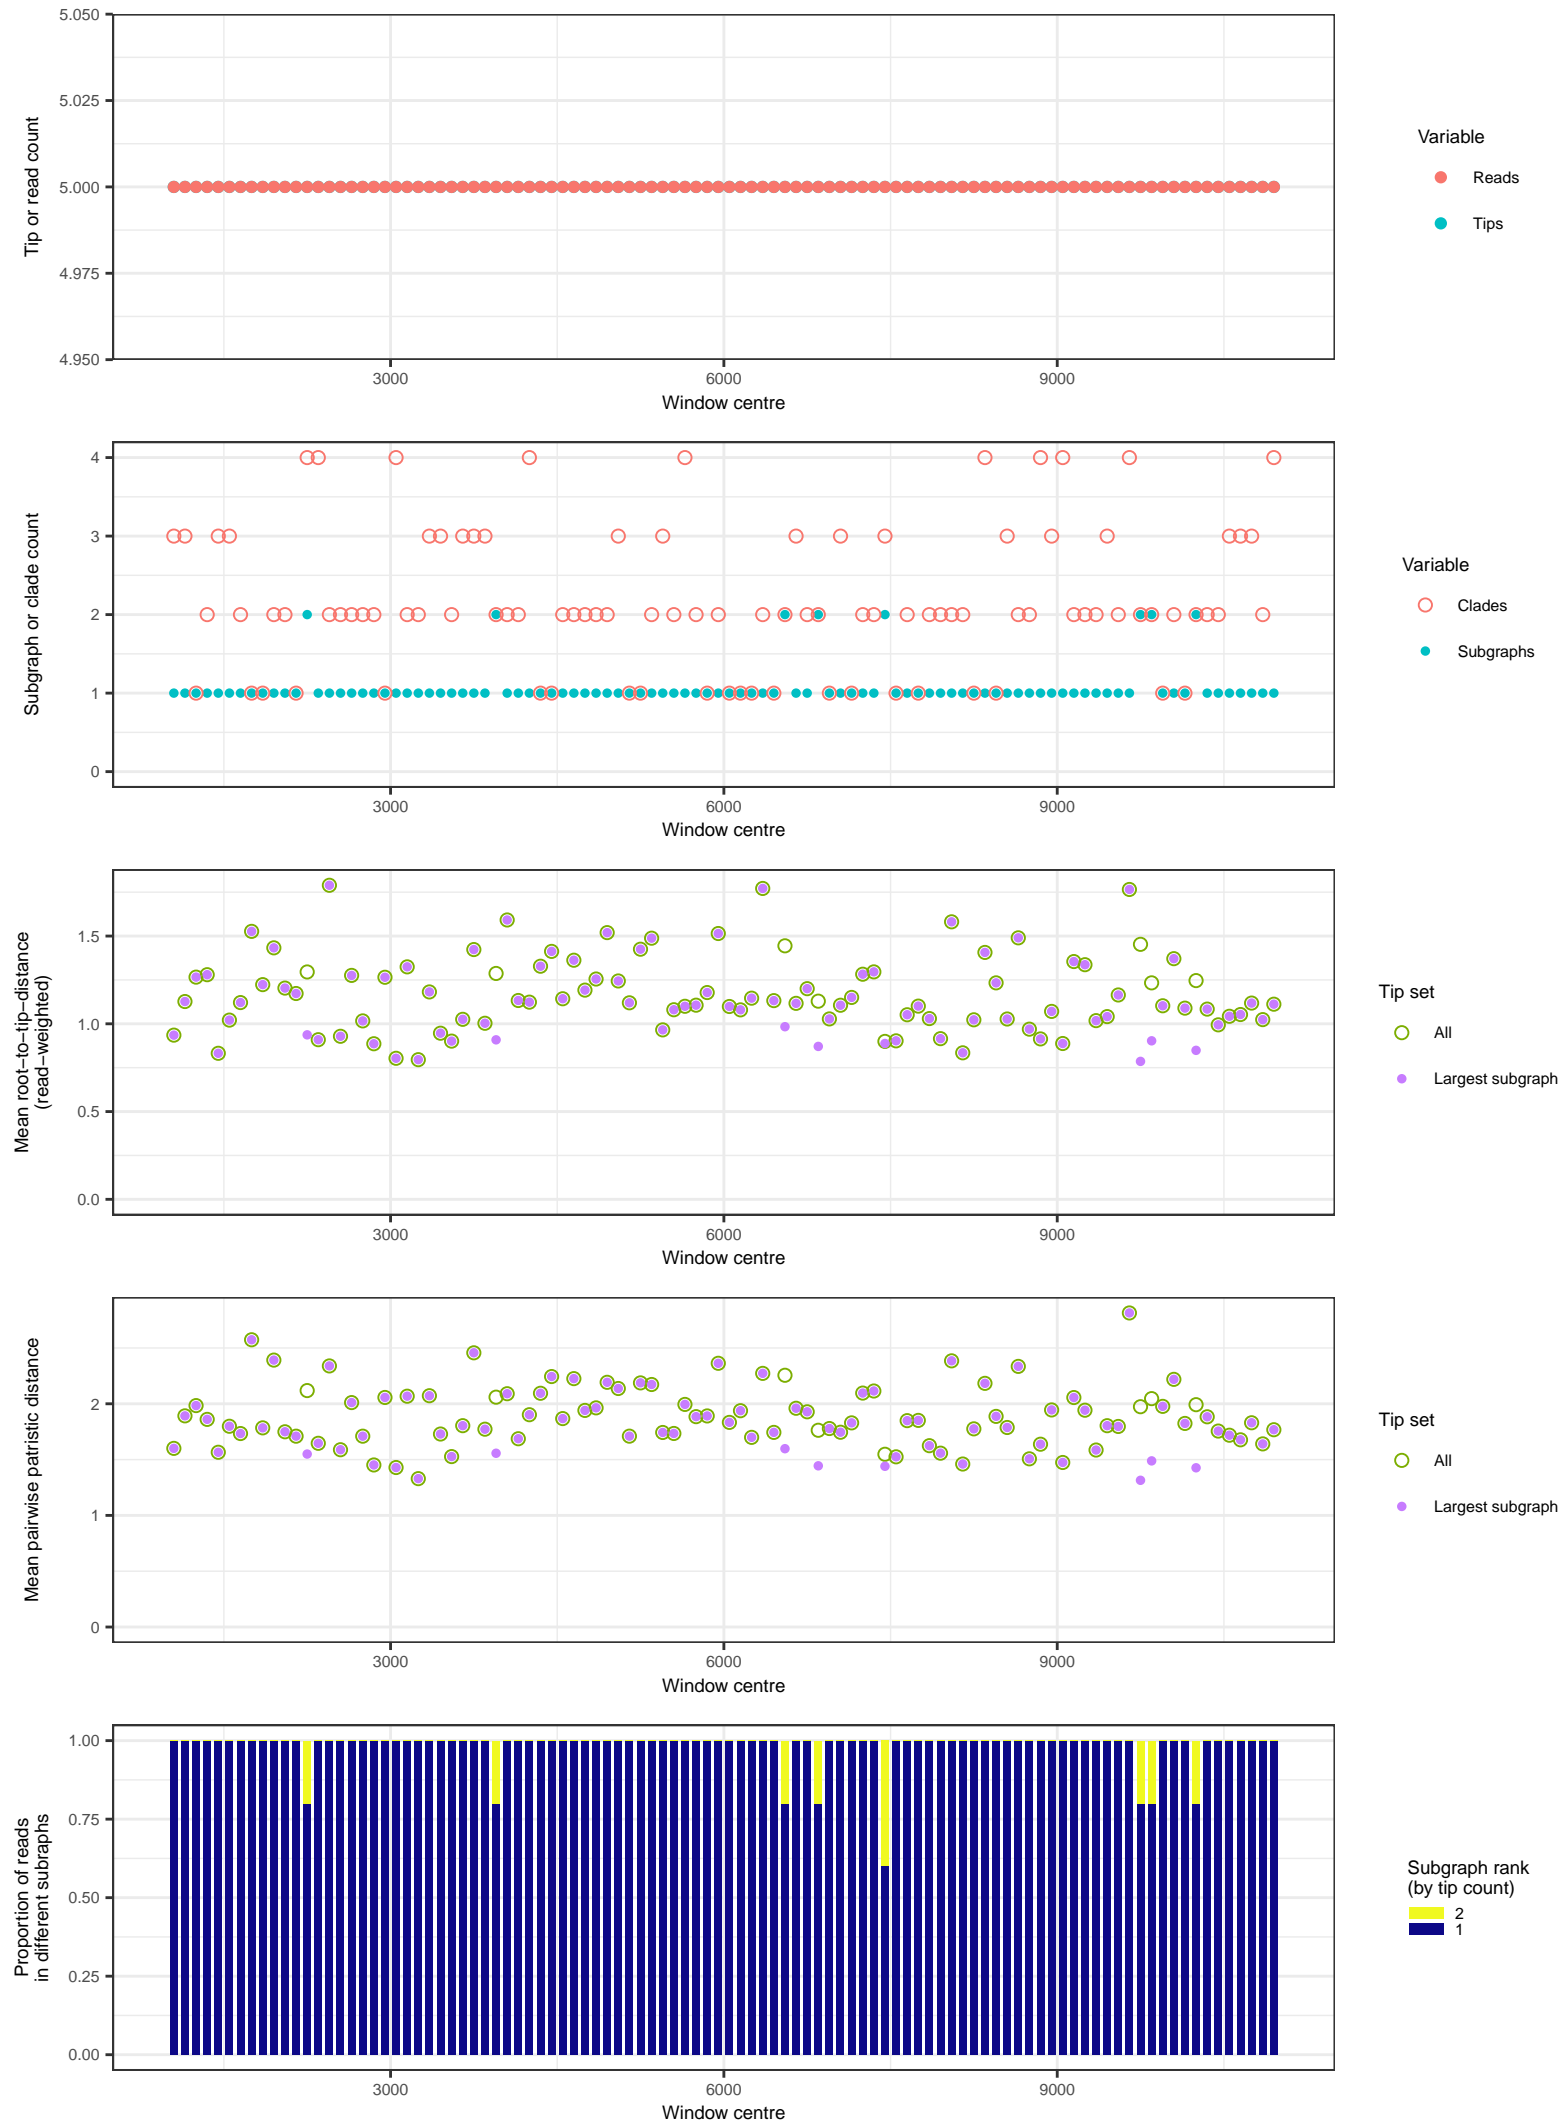 5.050
5.025
5.000
4.975
4.950
Tip or read count
3000 6000 9000
Window centre
Variable
Reads
Tips
4
3
2
1
0
Subgraph or clade count
3000 6000 9000
Window centre
Variable
Clades
Subgraphs
1.5
1.0
0.5
0.0
Mean root−to−tip−distance
(read−weighted)
3000 6000 9000
Window centre
Tip set
All
Largest subgraph
2
1
0
Mean pairwise patristic distance
3000 6000 9000
Window centre
Tip set
All
Largest subgraph
1.00
0.75
0.50
0.25
0.00
Proportion of reads
in different subraphs
3000 6000 9000
Window centre
Subgraph rank
(by tip count)
2
1